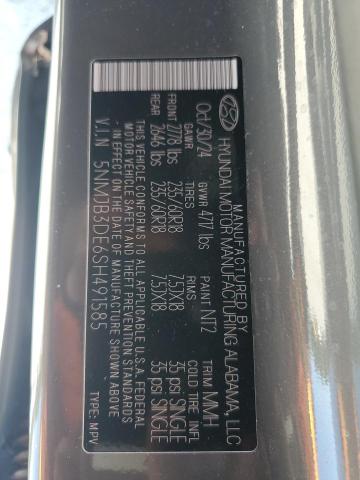 HYUNDAI MOTOR MANUFACTURING ALABAMA, LLC
MANUFACTURED BY
Oct/30/24 GVWR 4717 lbs PAINT NT2 TRIM MMH
GAWR TIRES RIMS COLD TIRE INFL
FRONT 2778 lbs 235/60R18 7.5JX18 35 psi SINGLE
REAR 2646 lbs 235/60R18 7.5JX18 35 psi SINGLE
THIS VEHICLE CONFORMS TO ALL APPLICABLE U.S.A. FEDERAL
MOTOR VEHICLE SAFETY AND THEFT PREVENTION STANDARDS
IN EFFECT ON THE DATE OF MANUFACTURE SHOWN ABOVE
V.I.N 5NMJB3DE6SH491585 TYPE: MPV